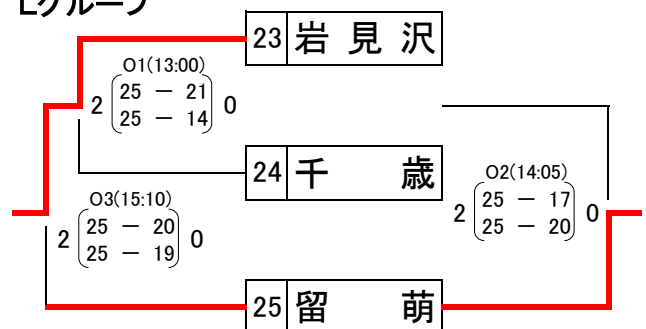 Lグループ
23 岩見沢
O1(13:00)
2 25 － 21 0
25 － 14
24 千歳
O2(14:05)
2 25 － 17 0
25 － 20
O3(15:10)
2 25 － 20 0
25 － 19
25 留萌